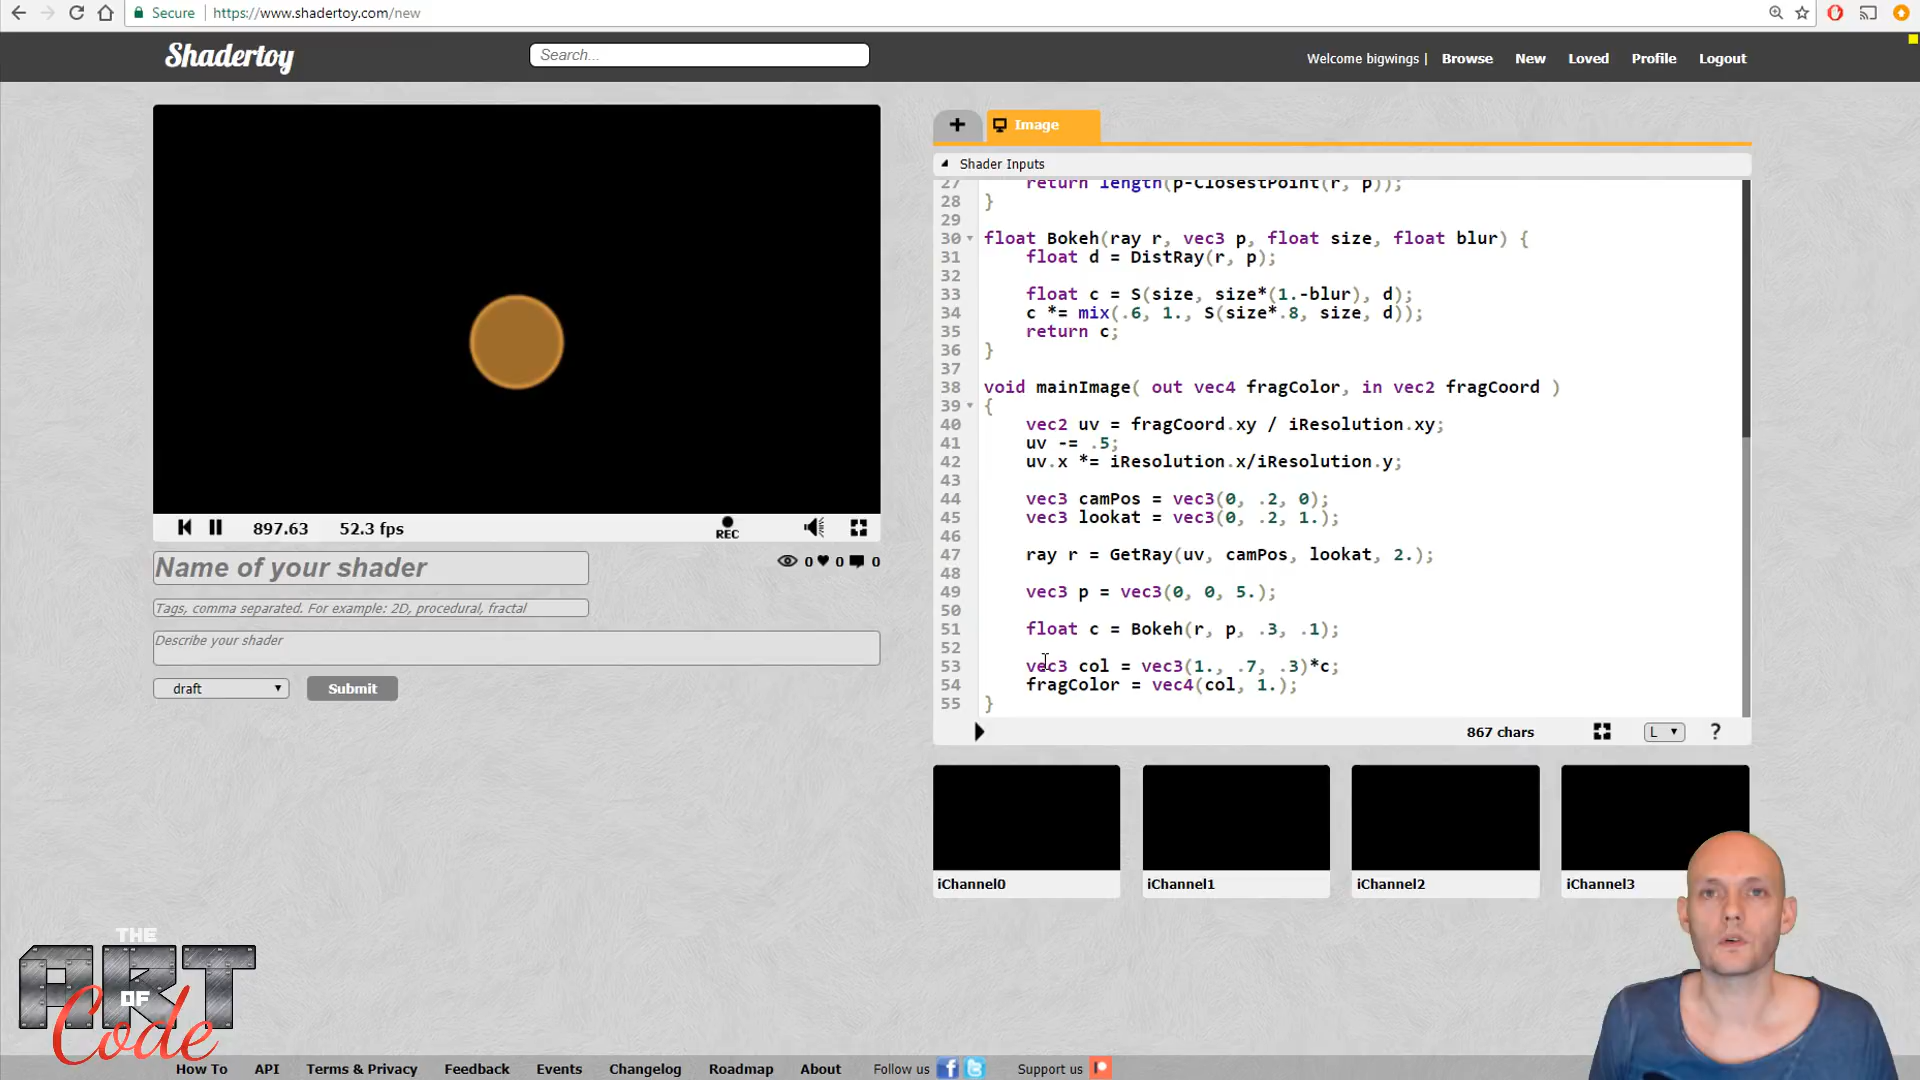 Secure https://www.shadertoy.com/new
Shadertoy
Search...
Welcome bigwings | Browse New Loved Profile Logout
+ Image
Shader Inputs
27 return length(p-ClosestPoint(r, p));
28 }
29
30 float Bokeh(ray r, vec3 p, float size, float blur) {
31 float d = DistRay(r, p);
32
33 float c = S(size, size*(1.-blur), d);
34 c *= mix(.6, 1., S(size*.8, size, d));
35 return c;
36 }
37
38 void mainImage( out vec4 fragColor, in vec2 fragCoord )
39 {
40 vec2 uv = fragCoord.xy / iResolution.xy;
41 uv -= .5;
42 uv.x *= iResolution.x/iResolution.y;
43
44 vec3 camPos = vec3(0, .2, 0);
45 vec3 lookat = vec3(0, .2, 1.);
46
47 ray r = GetRay(uv, camPos, lookat, 2.);
48
49 vec3 p = vec3(0, 0, 5.);
50
51 float c = Bokeh(r, p, .3, .1);
52
53 vec3 col = vec3(1., .7, .3)*c;
54 fragColor = vec4(col, 1.);
55 }
867 chars L ?
897.63 52.3 fps REC
Name of your shader 0 0 0
Tags, comma separated. For example: 2D, procedural, fractal
Describe your shader
draft Submit
iChannel0 iChannel1 iChannel2 iChannel3
THE
ART
OF
Code
How To API Terms & Privacy Feedback Events Changelog Roadmap About Follow us Support us